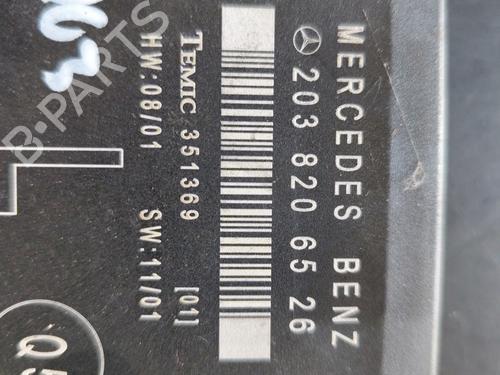 MERCEDES BENZ
203 820 65 26
TEMIC 351369 [01]
HW:08/01 SW:11/01
B-PARTS
L
Q